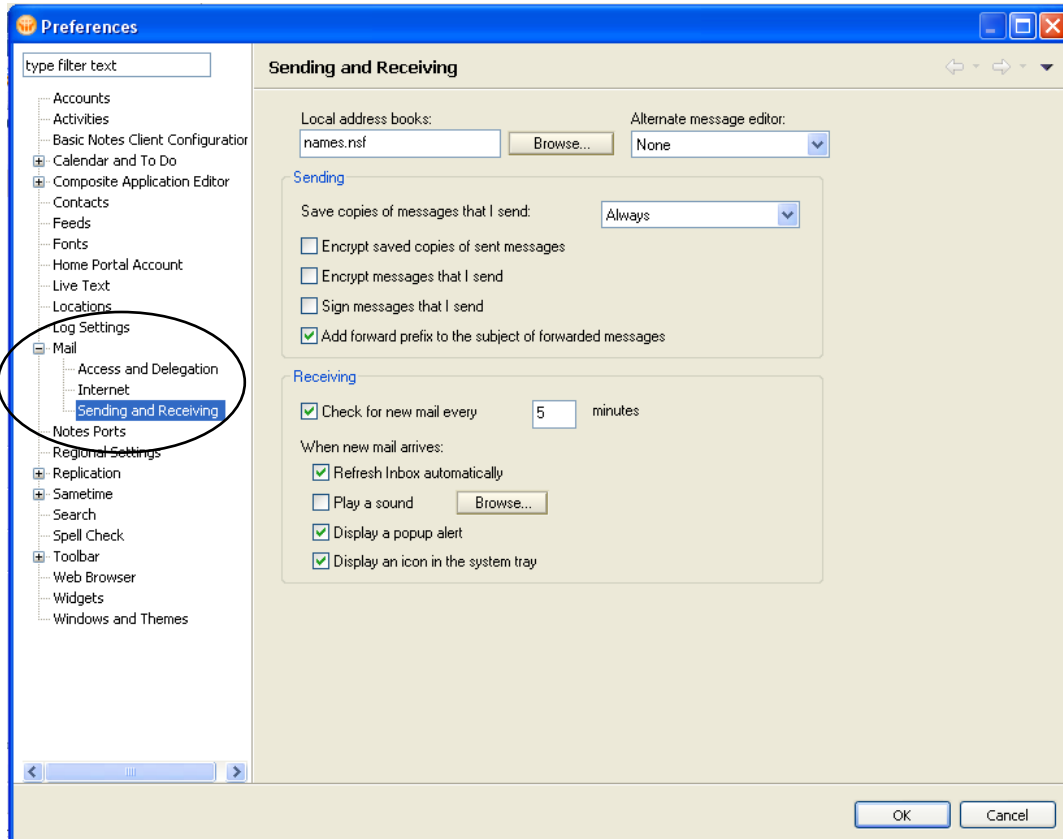 Preferences
type filter text
Accounts
Activities
Basic Notes Client Configuration
Calendar and To Do
Composite Application Editor
Contacts
Feeds
Fonts
Home Portal Account
Live Text
Locations
Log Settings
Mail
Access and Delegation
Internet
Sending and Receiving
Notes Ports
Regional Settings
Replication
Sametime
Search
Spell Check
Toolbar
Web Browser
Widgets
Windows and Themes
Sending and Receiving
Local address books:
Alternate message editor:
names.nsf Browse... None
Sending
Save copies of messages that I send: Always
Encrypt saved copies of sent messages
Encrypt messages that I send
Sign messages that I send
Add forward prefix to the subject of forwarded messages
Receiving
Check for new mail every 5 minutes
When new mail arrives:
Refresh Inbox automatically
Play a sound Browse...
Display a popup alert
Display an icon in the system tray
OK Cancel